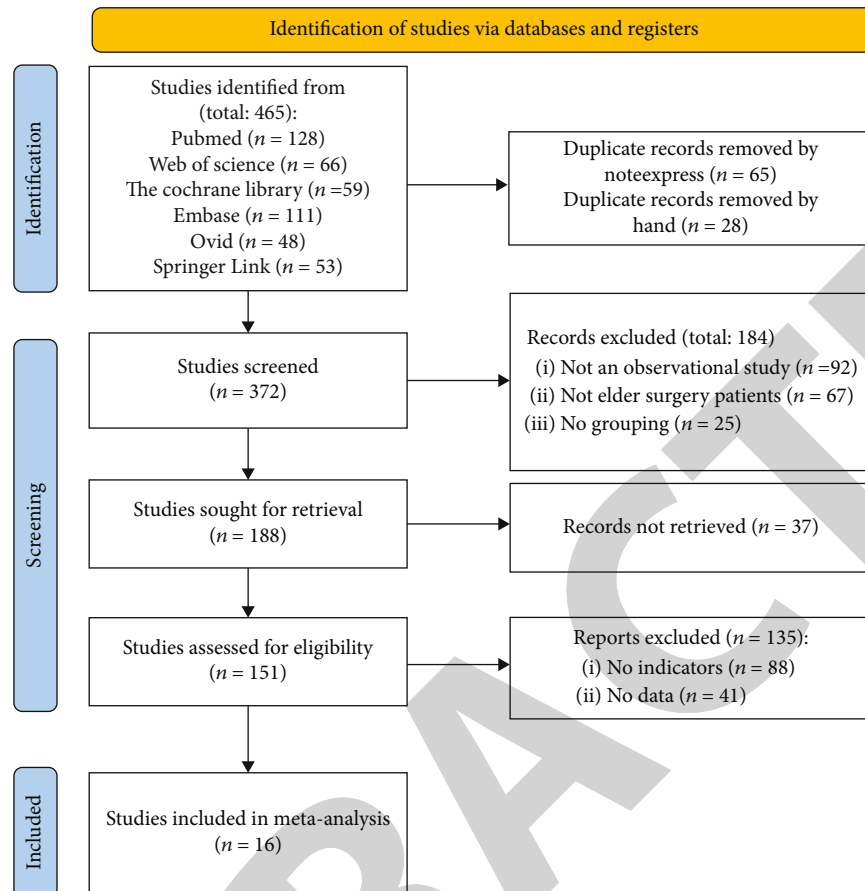 Identification of studies via databases and registers
Identification
Studies identified from
(total: 465):
Pubmed (n = 128)
Web of science (n = 66)
The cochrane library (n =59)
Embase (n = 111)
Ovid (n = 48)
Springer Link (n = 53)
Duplicate records removed by
noteexpress (n = 65)
Duplicate records removed by
hand (n = 28)
Screening
Studies screened
(n = 372)
Records excluded (total: 184)
(i) Not an observational study (n =92)
(ii) Not elder surgery patients (n = 67)
(iii) No grouping (n = 25)
Studies sought for retrieval
(n = 188)
Records not retrieved (n = 37)
Studies assessed for eligibility
(n = 151)
Reports excluded (n = 135):
(i) No indicators (n = 88)
(ii) No data (n = 41)
Included
Studies included in meta-analysis
(n = 16)
RACT